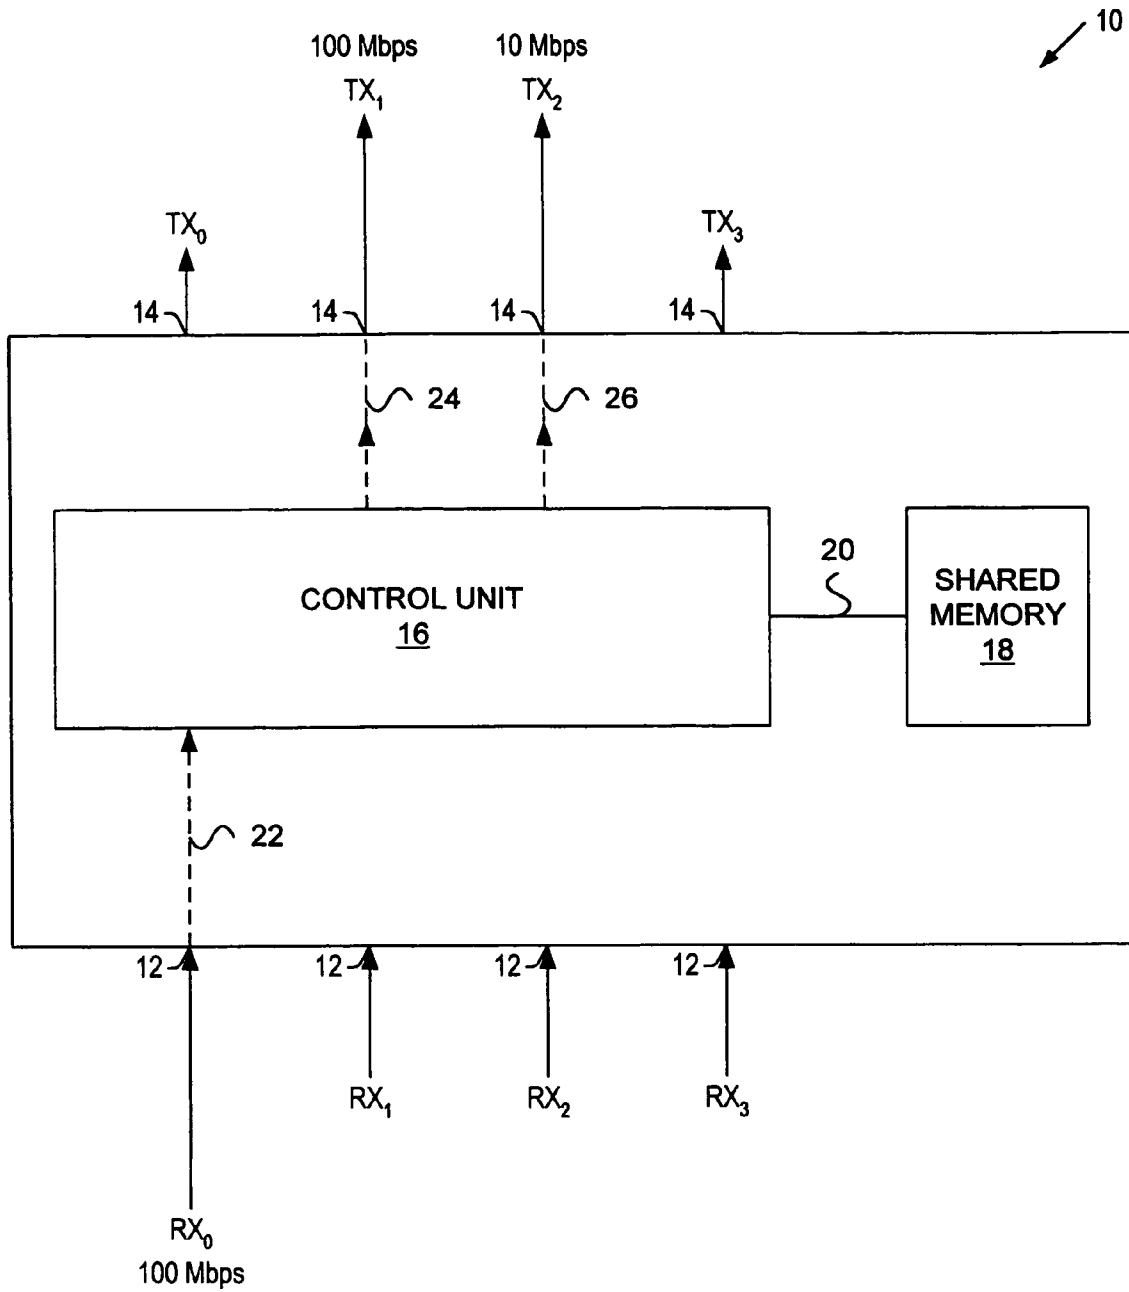 10
100 Mbps 10 Mbps
TX₁ TX₂
TX₀ TX₃
14 14 14 14
24 26
20
CONTROL UNIT
16
SHARED
MEMORY
18
22
12 12 12 12
RX₁ RX₂ RX₃
RX₀
100 Mbps